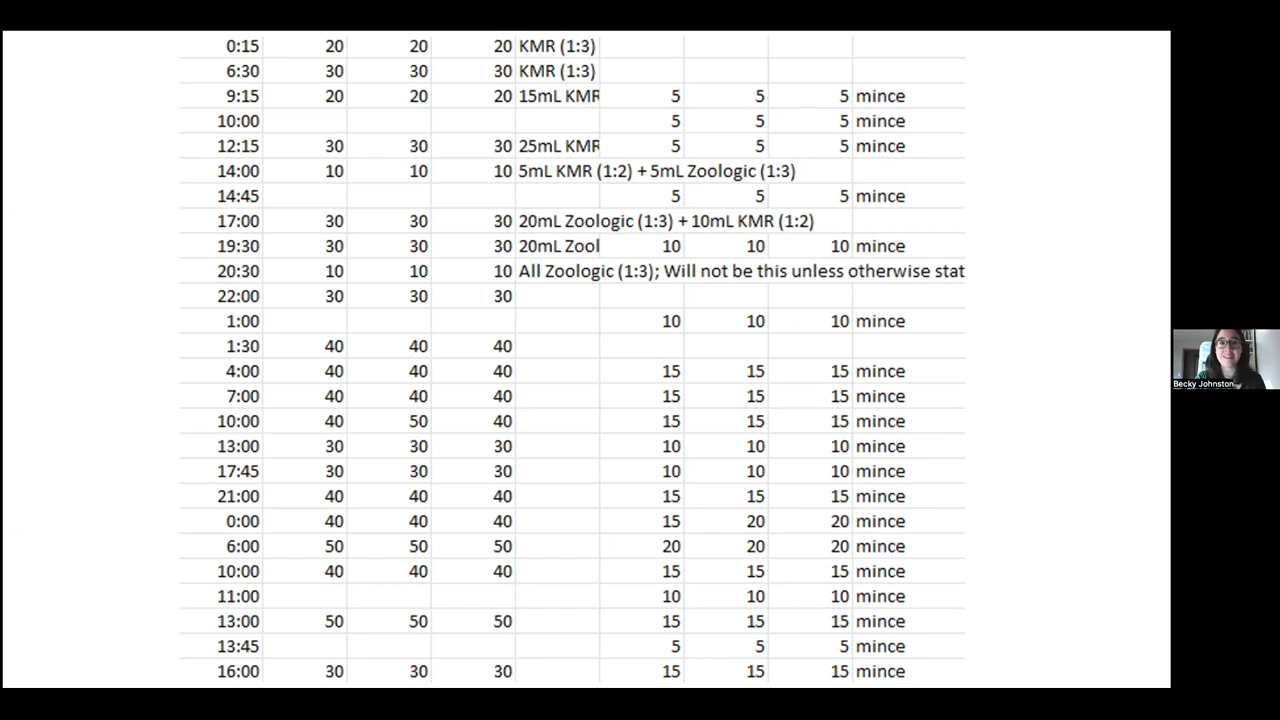 0:15 20 20 20 KMR (1:3)
6:30 30 30 30 KMR (1:3)
9:15 20 20 20 15mL KMR 5 5 5 mince
10:00 5 5 5 mince
12:15 30 30 30 25mL KMR 5 5 5 mince
14:00 10 10 10 5mL KMR (1:2) + 5mL Zoologic (1:3)
14:45 5 5 5 mince
17:00 30 30 30 20mL Zoologic (1:3) + 10mL KMR (1:2)
19:30 30 30 30 20mL Zool 10 10 10 mince
20:30 10 10 10 All Zoologic (1:3); Will not be this unless otherwise stat
22:00 30 30 30
1:00 10 10 10 mince
1:30 40 40 40
4:00 40 40 40 15 15 15 mince
7:00 40 40 40 15 15 15 mince
10:00 40 50 40 15 15 15 mince
13:00 30 30 30 10 10 10 mince
17:45 30 30 30 10 10 10 mince
21:00 40 40 40 15 15 15 mince
0:00 40 40 40 15 20 20 mince
6:00 50 50 50 20 20 20 mince
10:00 40 40 40 15 15 15 mince
11:00 10 10 10 mince
13:00 50 50 50 15 15 15 mince
13:45 5 5 5 mince
16:00 30 30 30 15 15 15 mince
Becky Johnston